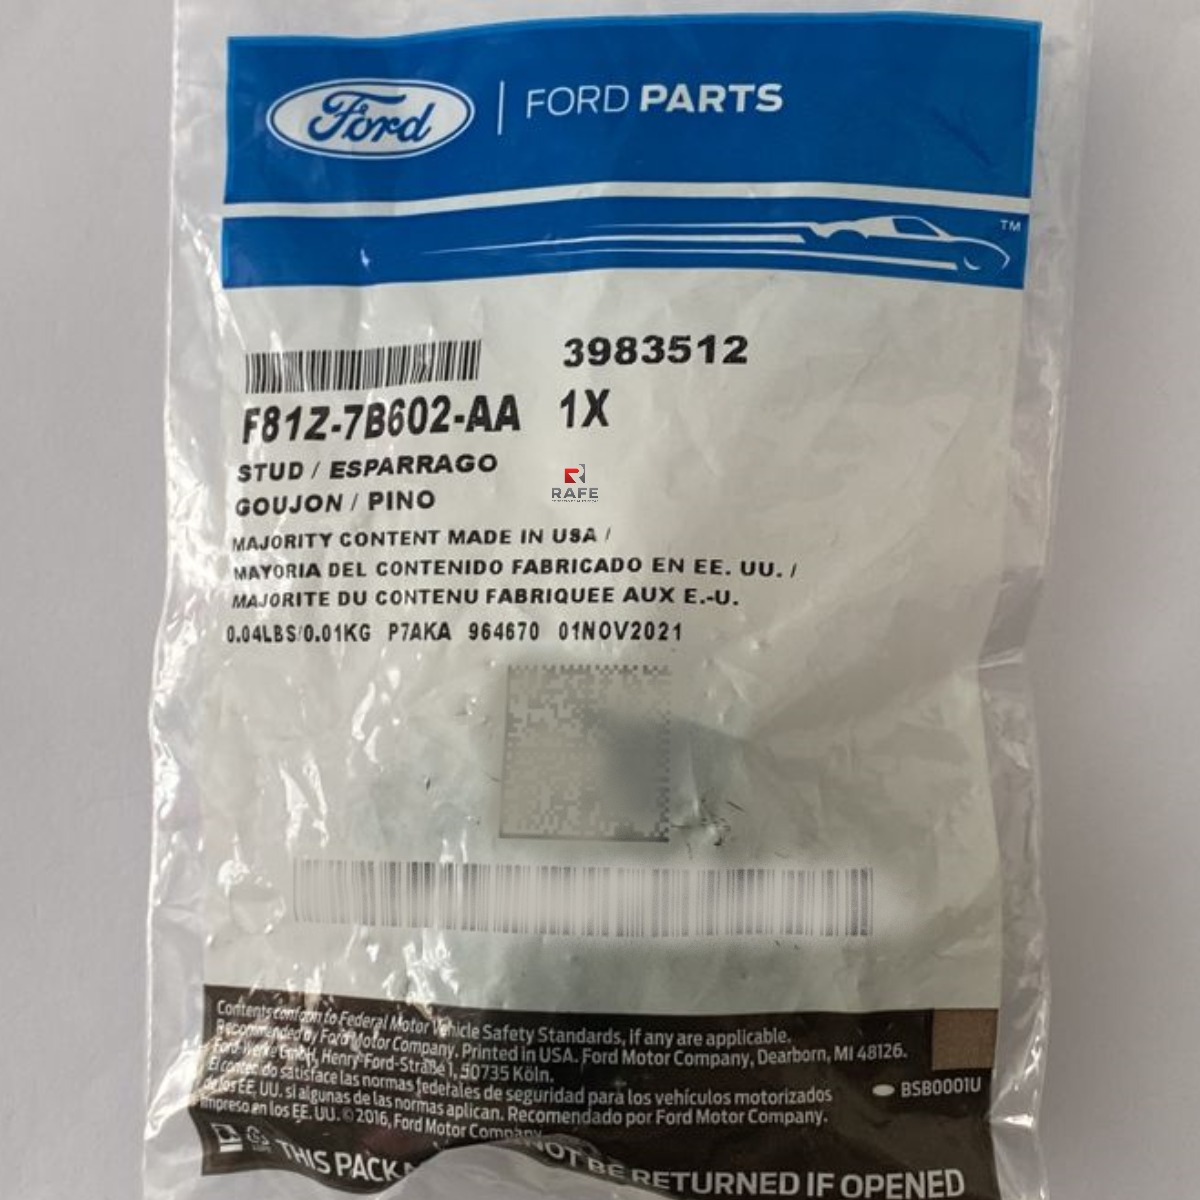 Ford | FORD PARTS
TM
3983512
F81Z-7B602-AA 1X
STUD / ESPARRAGO
GOUJON / PINO
RAFE
MAJORITY CONTENT MADE IN USA /
MAYORIA DEL CONTENIDO FABRICADO EN EE. UU. /
MAJORITE DU CONTENU FABRIQUEE AUX E.-U.
0.04LBS/0.01KG P7AKA 964670 01NOV2021
Contents conform to Federal Motor Vehicle Safety Standards, if any are applicable.
Recommended by Ford Motor Company. Printed in USA. Ford Motor Company, Dearborn, MI 48126.
Ford-Werke GmbH, Henry-Ford-Straße 1, 50735 Köln.
El contenido satisface las normas federales de seguridad para los vehículos motorizados
de los EE. UU. si algunas de las normas aplican. Recomendado por Ford Motor Company.
Impreso en los EE. UU. © 2016, Ford Motor Company
BSB0001U
THIS PACKA NOT BE RETURNED IF OPENED